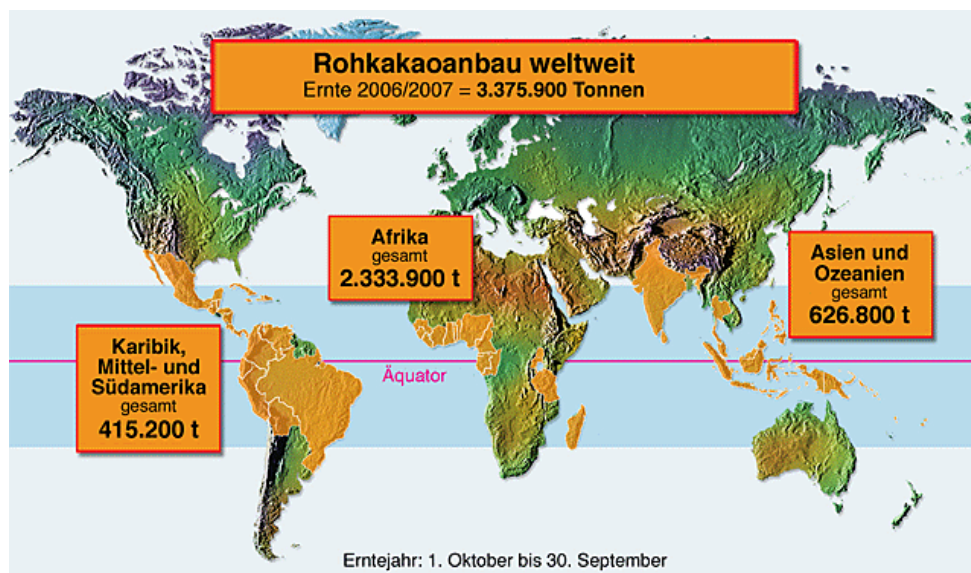 Rohkakaoanbau weltweit
Ernte 2006/2007 = 3.375.900 Tonnen
Afrika
gesamt
2.333.900 t
Asien und
Ozeanien
gesamt
626.800 t
Karibik,
Mittel- und
Südamerika
gesamt
415.200 t
Äquator
Erntejahr: 1. Oktober bis 30. September